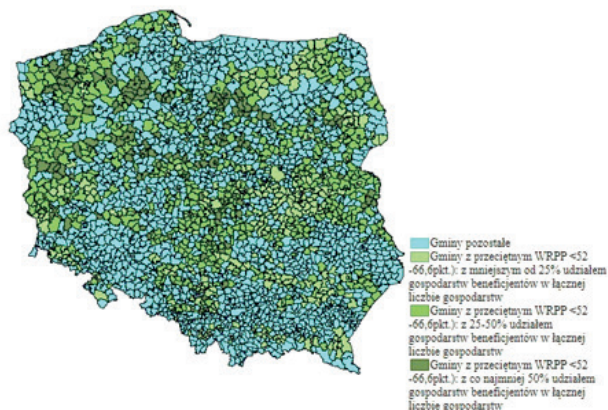 Gminy pozostałe
Gminy z przeciętnym WRPP <52
-66,6pkt.): z mniejszym od 25% udziałem
gospodarstw beneficjentów w łącznej
liczbie gospodarstw
Gminy z przeciętnym WRPP <52
-66,6pkt.): z 25-50% udziałem
gospodarstw beneficjentów w łącznej
liczbie gospodarstw
Gminy z przeciętnym WRPP <52
-66,6pkt.): z co najmniej 50% udziałem
gospodarstw beneficjentów w łącznej
liczbie gospodarstw